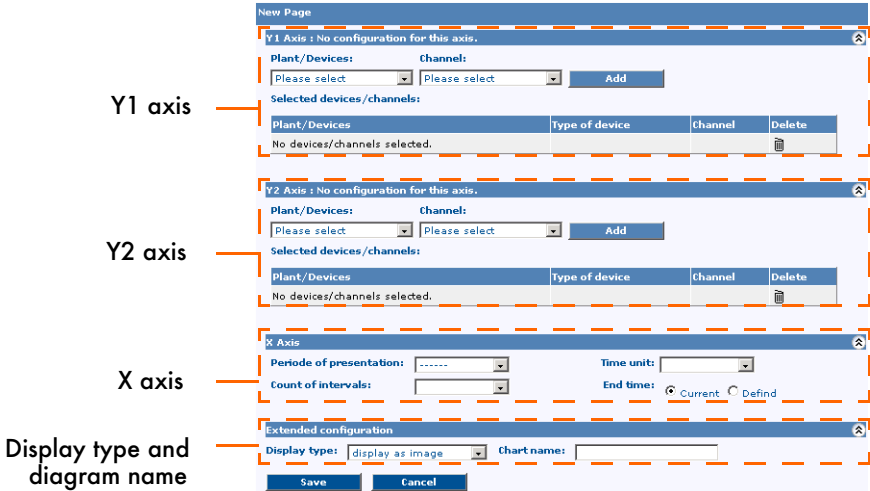 New Page
Y1 Axis : No configuration for this axis.
Plant/Devices: Channel:
Please select Please select Add
Y1 axis
Selected devices/channels:
Plant/Devices Type of device Channel Delete
No devices/channels selected.
Y2 Axis : No configuration for this axis.
Plant/Devices: Channel:
Please select Please select Add
Y2 axis
Selected devices/channels:
Plant/Devices Type of device Channel Delete
No devices/channels selected.
X Axis
Periode of presentation: ------ Time unit:
X axis
Count of intervals: End time: Current Defind
Extended configuration
Display type and
diagram name
Display type: display as image Chart name:
Save Cancel